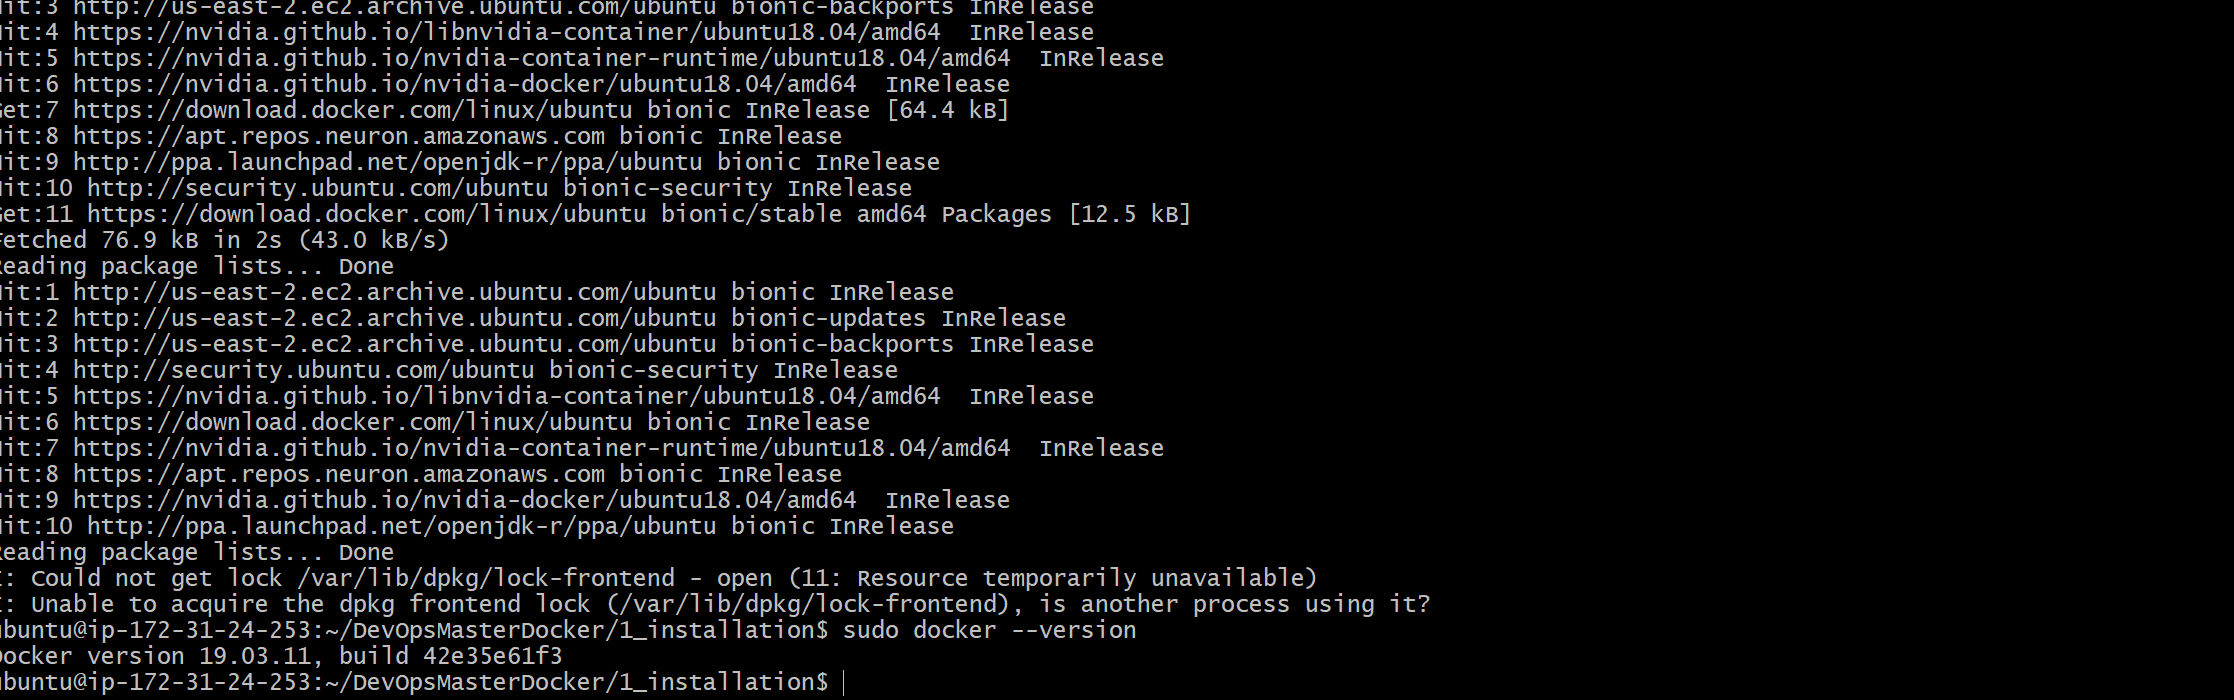 it:3 http://us-east-2.ec2.archive.ubuntu.com/ubuntu bionic-backports InRelease
it:4 https://nvidia.github.io/libnvidia-container/ubuntu18.04/amd64  InRelease
it:5 https://nvidia.github.io/nvidia-container-runtime/ubuntu18.04/amd64  InRelease
it:6 https://nvidia.github.io/nvidia-docker/ubuntu18.04/amd64  InRelease
Get:7 https://download.docker.com/linux/ubuntu bionic InRelease [64.4 kB]
it:8 https://apt.repos.neuron.amazonaws.com bionic InRelease
it:9 http://ppa.launchpad.net/openjdk-r/ppa/ubuntu bionic InRelease
it:10 http://security.ubuntu.com/ubuntu bionic-security InRelease
Get:11 https://download.docker.com/linux/ubuntu bionic/stable amd64 Packages [12.5 kB]
Fetched 76.9 kB in 2s (43.0 kB/s)
Reading package lists... Done
it:1 http://us-east-2.ec2.archive.ubuntu.com/ubuntu bionic InRelease
it:2 http://us-east-2.ec2.archive.ubuntu.com/ubuntu bionic-updates InRelease
it:3 http://us-east-2.ec2.archive.ubuntu.com/ubuntu bionic-backports InRelease
it:4 http://security.ubuntu.com/ubuntu bionic-security InRelease
it:5 https://nvidia.github.io/libnvidia-container/ubuntu18.04/amd64  InRelease
it:6 https://download.docker.com/linux/ubuntu bionic InRelease
it:7 https://nvidia.github.io/nvidia-container-runtime/ubuntu18.04/amd64  InRelease
it:8 https://apt.repos.neuron.amazonaws.com bionic InRelease
it:9 https://nvidia.github.io/nvidia-docker/ubuntu18.04/amd64  InRelease
it:10 http://ppa.launchpad.net/openjdk-r/ppa/ubuntu bionic InRelease
Reading package lists... Done
: Could not get lock /var/lib/dpkg/lock-frontend - open (11: Resource temporarily unavailable)
: Unable to acquire the dpkg frontend lock (/var/lib/dpkg/lock-frontend), is another process using it?
ubuntu@ip-172-31-24-253:~/DevOpsMasterDocker/1_installation$ sudo docker --version
Docker version 19.03.11, build 42e35e61f3
ubuntu@ip-172-31-24-253:~/DevOpsMasterDocker/1_installation$